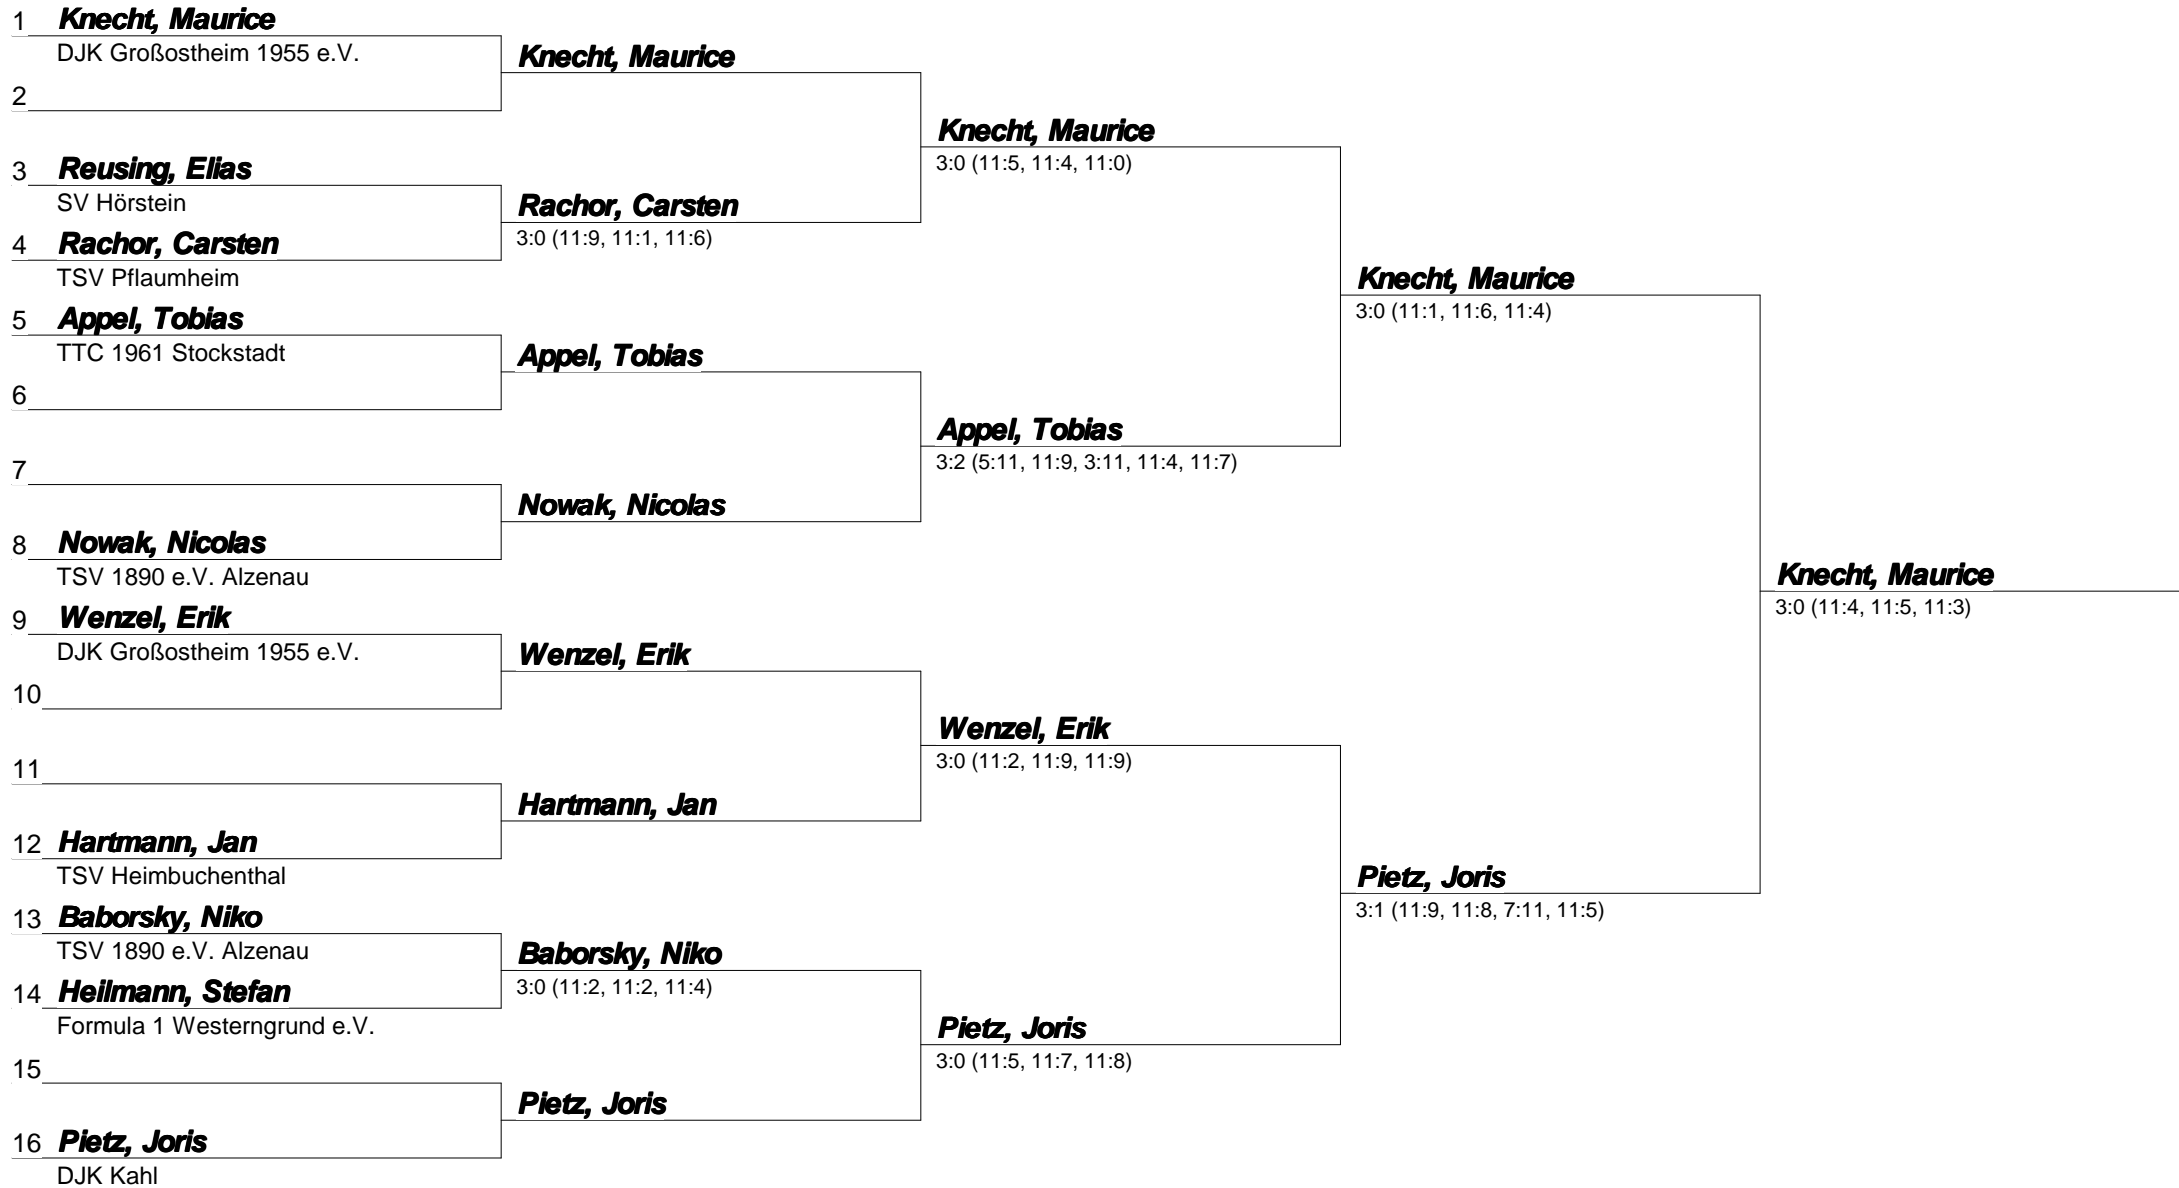 1 Knecht, Maurice
DJK Großostheim 1955 e.V.
Knecht, Maurice
2
Knecht, Maurice
3:0 (11:5, 11:4, 11:0)
3 Reusing, Elias
SV Hörstein
Rachor, Carsten
3:0 (11:9, 11:1, 11:6)
4 Rachor, Carsten
TSV Pflaumheim
Knecht, Maurice
3:0 (11:1, 11:6, 11:4)
5 Appel, Tobias
TTC 1961 Stockstadt
Appel, Tobias
6
Appel, Tobias
3:2 (5:11, 11:9, 3:11, 11:4, 11:7)
7
Nowak, Nicolas
8 Nowak, Nicolas
TSV 1890 e.V. Alzenau
Knecht, Maurice
3:0 (11:4, 11:5, 11:3)
9 Wenzel, Erik
DJK Großostheim 1955 e.V.
Wenzel, Erik
10
Wenzel, Erik
3:0 (11:2, 11:9, 11:9)
11
Hartmann, Jan
12 Hartmann, Jan
TSV Heimbuchenthal
Pietz, Joris
3:1 (11:9, 11:8, 7:11, 11:5)
13 Baborsky, Niko
TSV 1890 e.V. Alzenau
Baborsky, Niko
3:0 (11:2, 11:2, 11:4)
14 Heilmann, Stefan
Formula 1 Westerngrund e.V.
Pietz, Joris
3:0 (11:5, 11:7, 11:8)
15
Pietz, Joris
16 Pietz, Joris
DJK Kahl